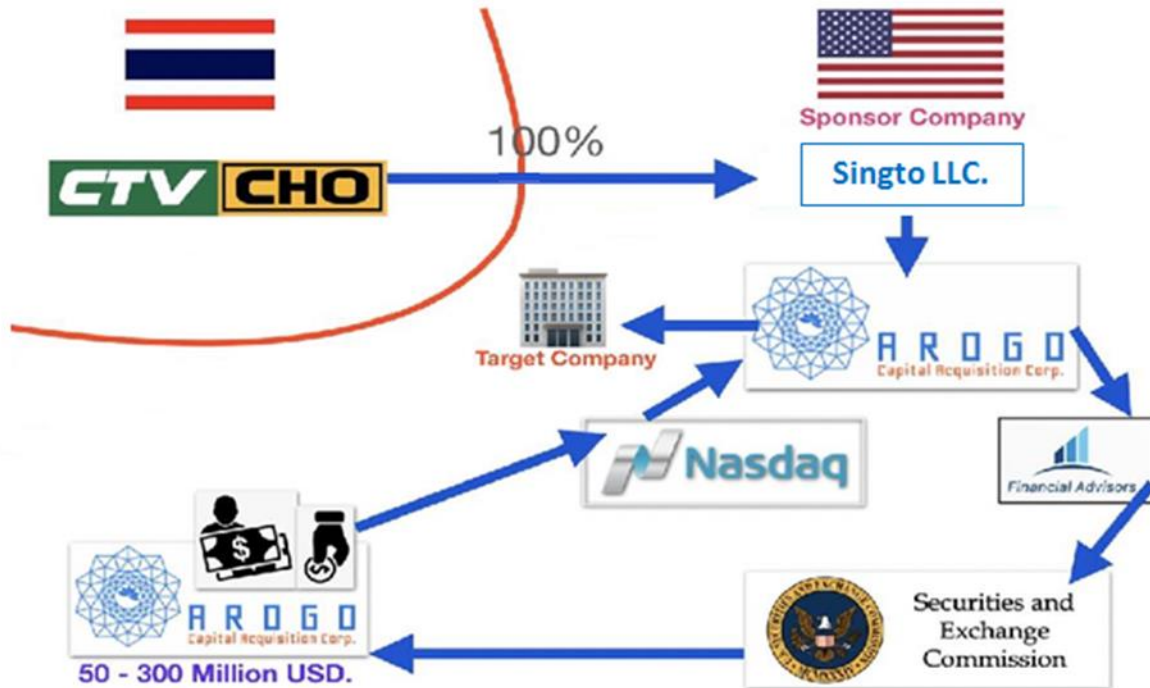 100%
Sponsor Company
CTV CHO
Singto LLC.
Target Company
AROGO
Capital Acquisition Corp.
Nasdaq
Financial Advisors
AROGO
Capital Acquisition Corp.
50 - 300 Million USD.
Securities and
Exchange
Commission